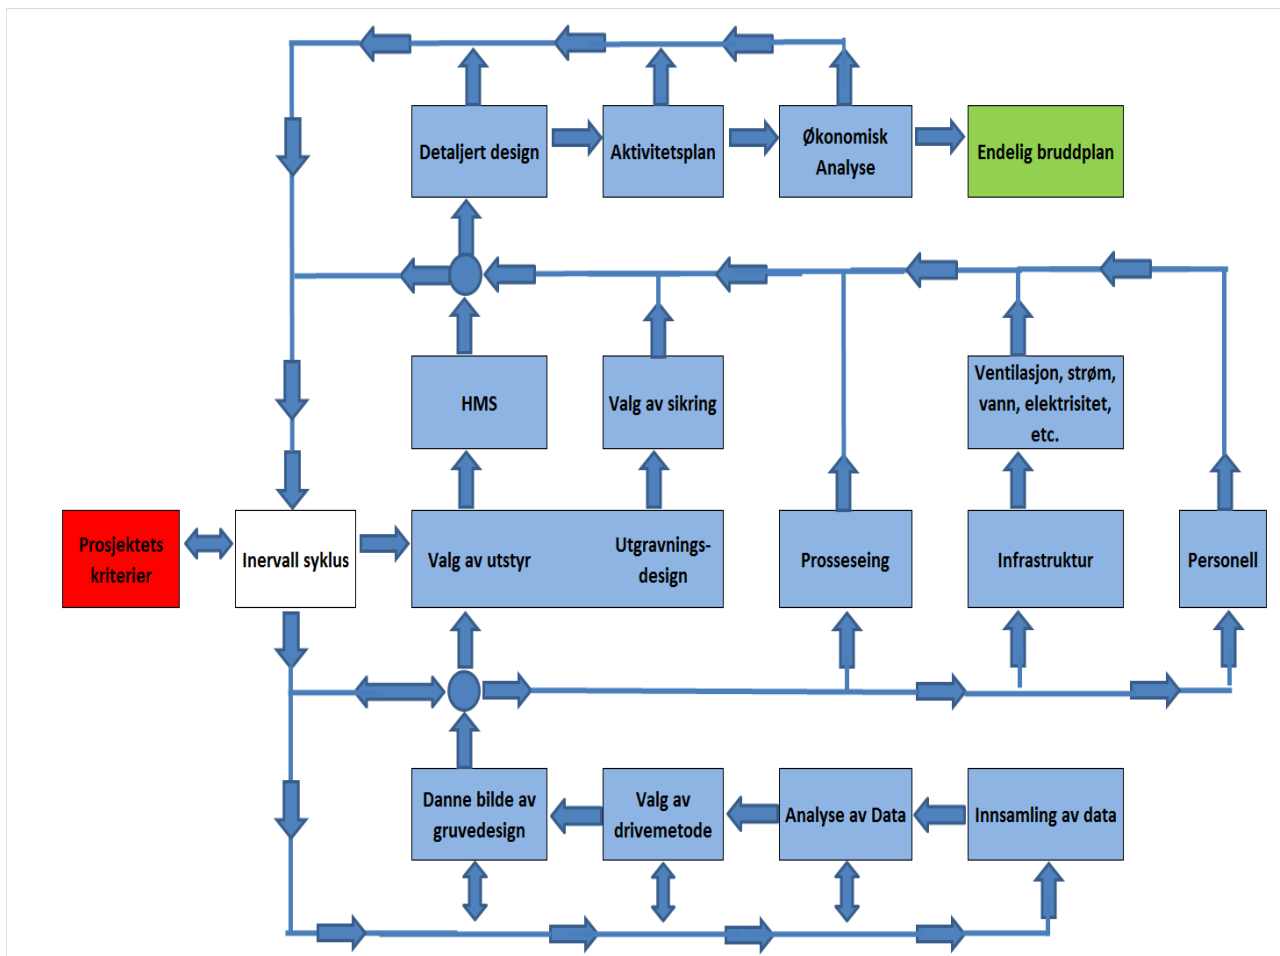 Detaljert design
Aktivitetsplan
Økonomisk
Analyse
Endelig bruddplan
HMS
Valg av sikring
Ventilasjon, strøm,
vann, elektrisitet,
etc.
Prosjektets
kriterier
Inervall syklus
Valg av utstyr
Utgravnings-
design
Prosseseing
Infrastruktur
Personell
Danne bilde av
gruvedesign
Valg av
drivemetode
Analyse av Data
Innsamling av data